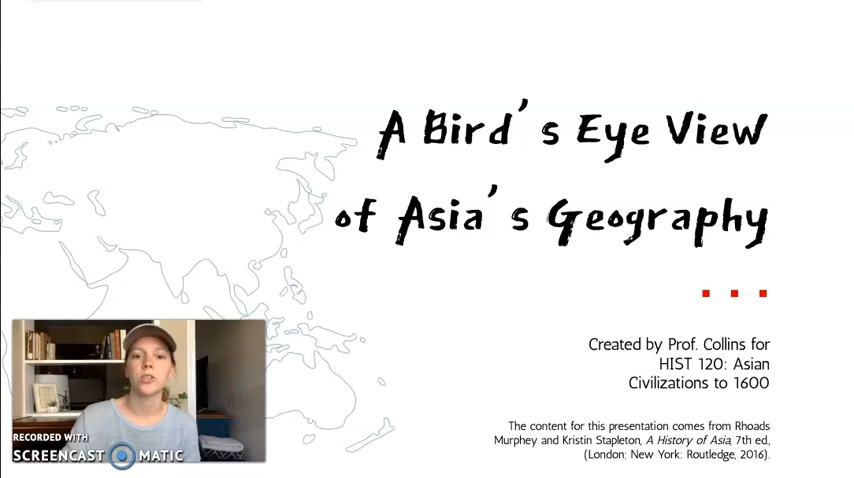 A Bird's Eye View
of Asia's Geography
Created by Prof. Collins for
HIST 120: Asian
Civilizations to 1600
The content for this presentation comes from Rhoads
Murphey and Kristin Stapleton, A History of Asia, 7th ed.,
(London; New York: Routledge, 2016).
RECORDED WITH
SCREENCAST MATIC